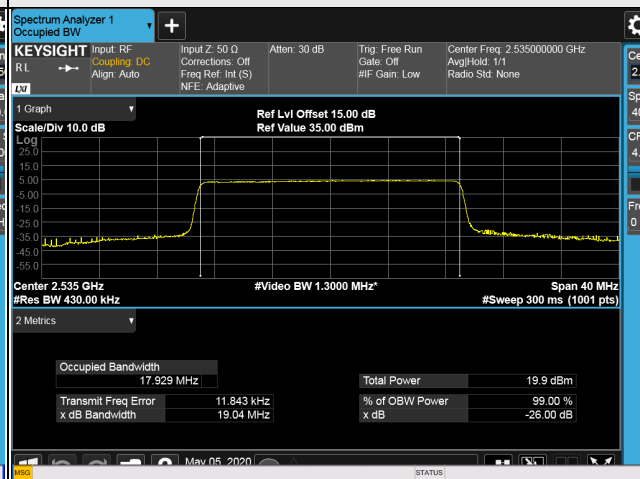 Spectrum Analyzer 1
Occupied BW
KEYSIGHT
R L
LXI
Input: RF
Coupling: DC
Align: Auto
Input Z: 50 Ω
Corrections: Off
Freq Ref: Int (S)
NFE: Adaptive
Atten: 30 dB
Trig: Free Run
Gate: Off
#IF Gain: Low
Center Freq: 2.535000000 GHz
Avg|Hold: 1/1
Radio Std: None
1 Graph
Scale/Div 10.0 dB
Ref Lvl Offset 15.00 dB
Ref Value 35.00 dBm
Log
25.0
15.0
5.00
-5.00
-15.0
-25.0
-35.0
-45.0
-55.0
Center 2.535 GHz
#Res BW 430.00 kHz
#Video BW 1.3000 MHz*
Span 40 MHz
#Sweep 300 ms (1001 pts)
2 Metrics
Occupied Bandwidth
17.929 MHz
Transmit Freq Error 11.843 kHz
x dB Bandwidth 19.04 MHz
Total Power 19.9 dBm
% of OBW Power 99.00 %
x dB -26.00 dB
May 05, 2020
MSG
STATUS